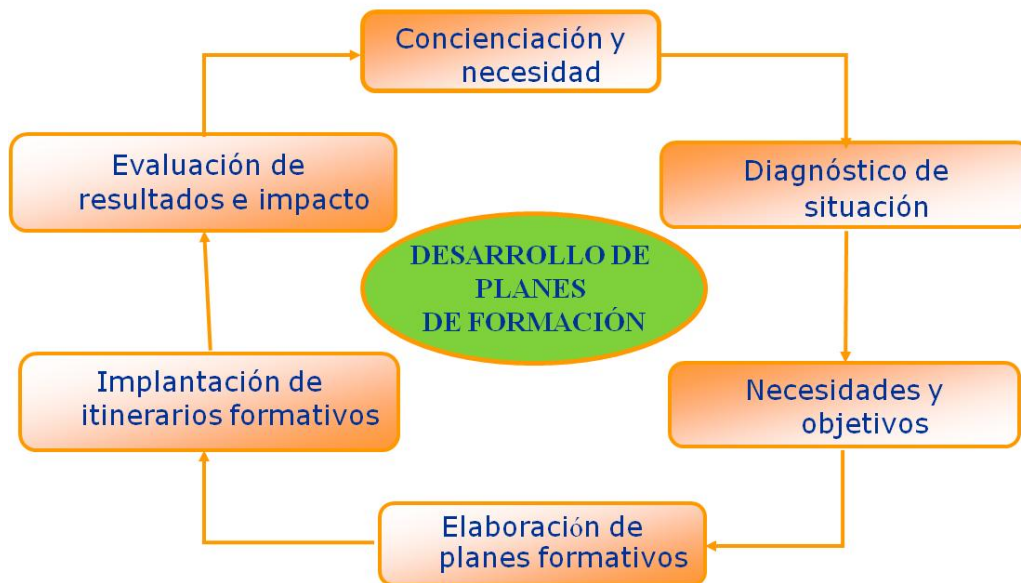 Concienciación y
necesidad
Diagnóstico de
situación
Necesidades y
objetivos
Elaboración de
planes formativos
Implantación de
itinerarios formativos
Evaluación de
resultados e impacto
DESARROLLO DE
PLANES
DE FORMACIÓN